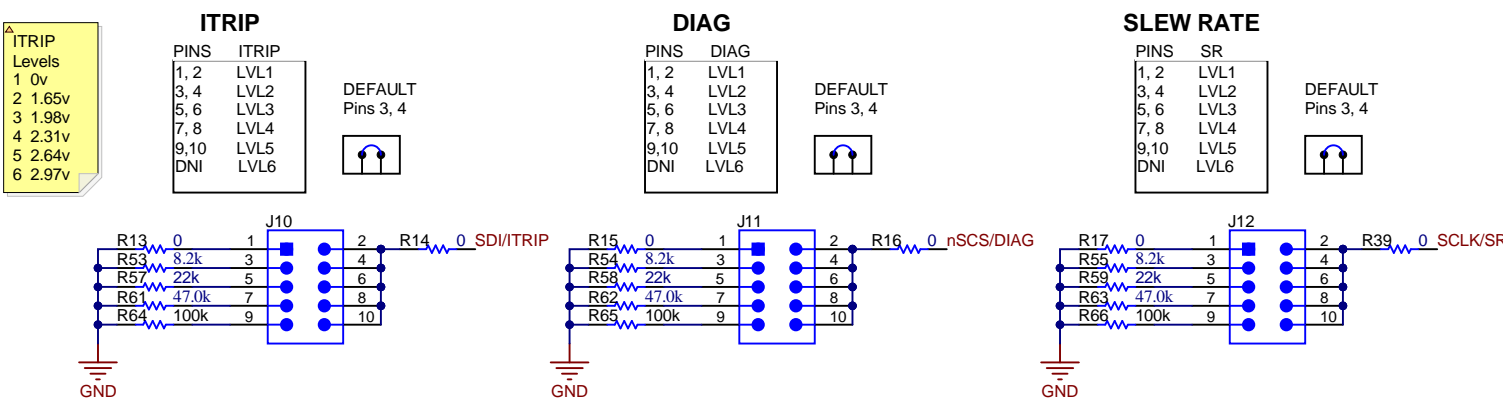 ITRIP
Levels
1 0v
2 1.65v
3 1.98v
4 2.31v
5 2.64v
6 2.97v
ITRIP
PINS ITRIP
1, 2 LVL1
3, 4 LVL2
5, 6 LVL3
7, 8 LVL4
9,10 LVL5
DNI LVL6
DEFAULT
Pins 3, 4
DIAG
PINS DIAG
1, 2 LVL1
3, 4 LVL2
5, 6 LVL3
7, 8 LVL4
9,10 LVL5
DNI LVL6
DEFAULT
Pins 3, 4
SLEW RATE
PINS SR
1, 2 LVL1
3, 4 LVL2
5, 6 LVL3
7, 8 LVL4
9,10 LVL5
DNI LVL6
DEFAULT
Pins 3, 4
J10
R13 0 1 2 R14 0 SDI/ITRIP
R53 8.2k 3 4
R57 22k 5 6
R61 47.0k 7 8
R64 100k 9 10
GND
J11
R15 0 1 2 R16 0 nSCS/DIAG
R54 8.2k 3 4
R58 22k 5 6
R62 47.0k 7 8
R65 100k 9 10
GND
J12
R17 0 1 2 R39 0 SCLK/SR
R55 8.2k 3 4
R59 22k 5 6
R63 47.0k 7 8
R66 100k 9 10
GND